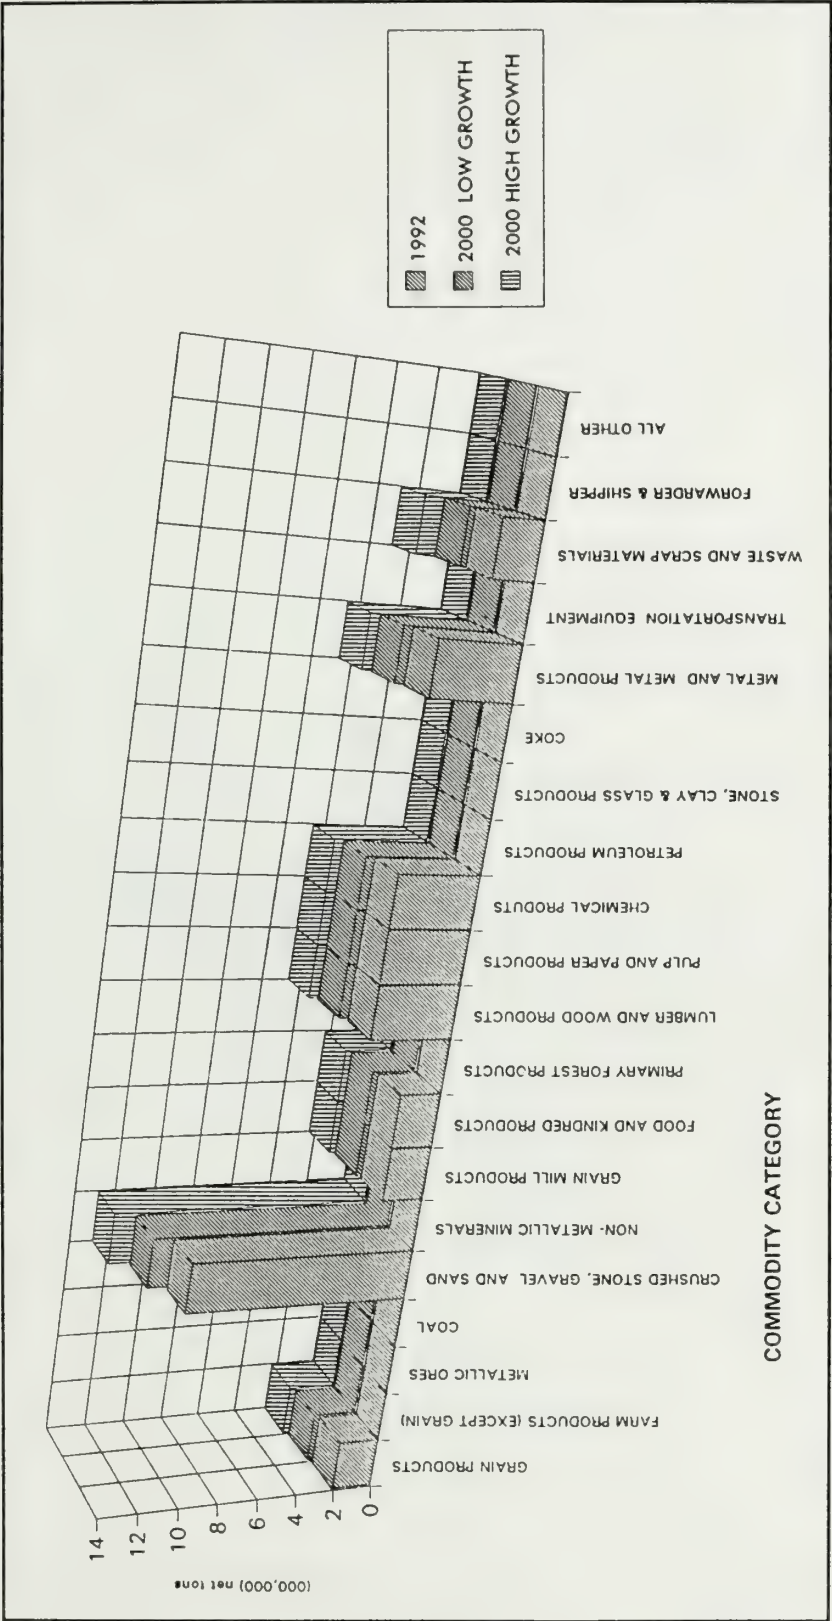 1992
2000 LOW GROWTH
2000 HIGH GROWTH
(000,000) net tons
14
12
10
8
6
4
2
0
GRAIN PRODUCTS
FARM PRODUCTS (EXCEPT GRAIN)
METALLIC ORES
COAL
CRUSHED STONE, GRAVEL AND SAND
NON- METALLIC MINERALS
GRAIN MILL PRODUCTS
FOOD AND KINDRED PRODUCTS
PRIMARY FOREST PRODUCTS
LUMBER AND WOOD PRODUCTS
PULP AND PAPER PRODUCTS
CHEMICAL PRODUTS
PETROLEUM PRODUCTS
STONE, CLAY & GLASS PRODUCTS
COKE
METAL AND METAL PRODUCTS
TRANSPORTATION EQUIPMENT
WASTE AND SCRAP MATERIALS
FORWARDER & SHIPPER
ALL OTHER
COMMODITY CATEGORY